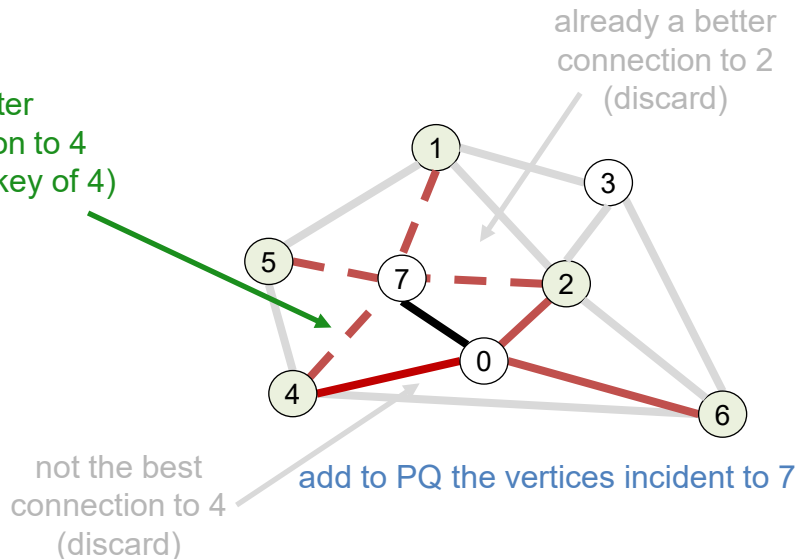 already a better
connection to 2
(discard)
ter
on to 4
key of 4)
1
3
5
7
2
0
4
6
not the best
connection to 4
(discard)
add to PQ the vertices incident to 7